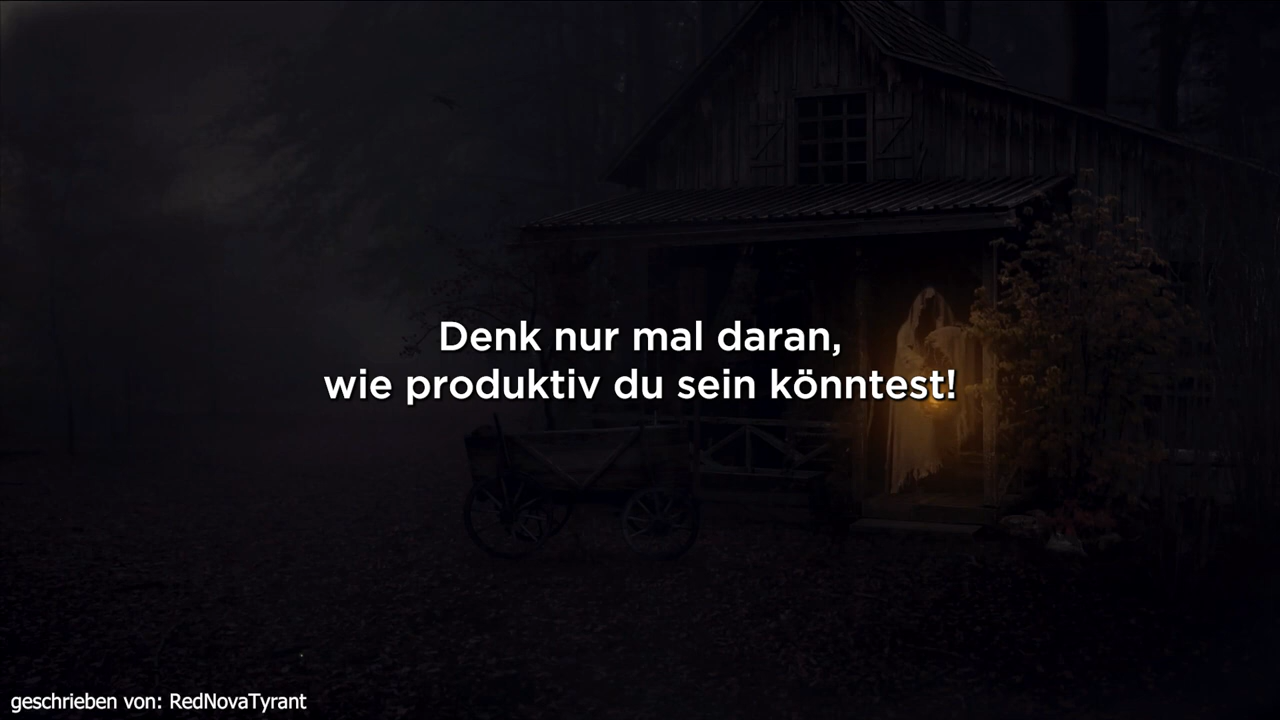 Denk nur mal daran,
wie produktiv du sein könntest!
geschrieben von: RedNovaTyrant